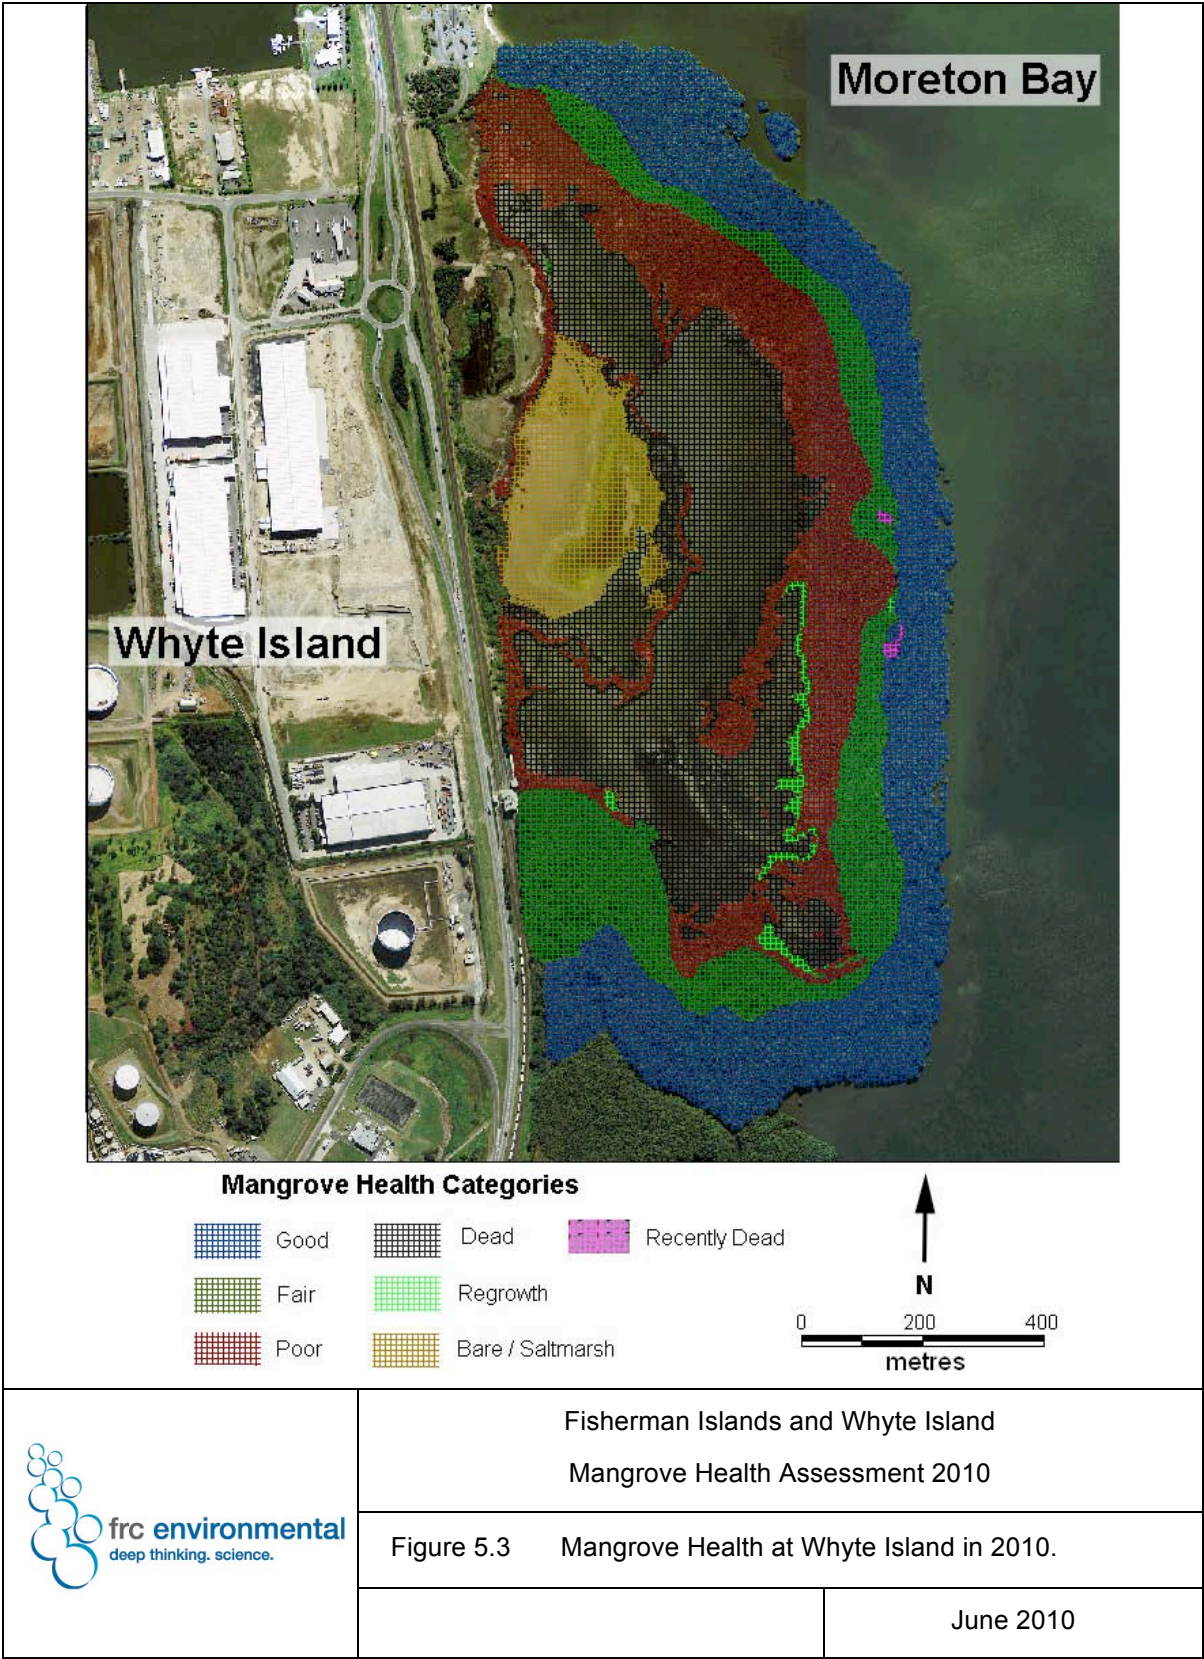 Moreton Bay
Whyte Island
Mangrove Health Categories
Good
Dead
Recently Dead
Fair
Regrowth
Poor
Bare / Saltmarsh
N
0 200 400
metres
frc environmental
deep thinking. science.
Fisherman Islands and Whyte Island
Mangrove Health Assessment 2010
Figure 5.3 Mangrove Health at Whyte Island in 2010.
June 2010